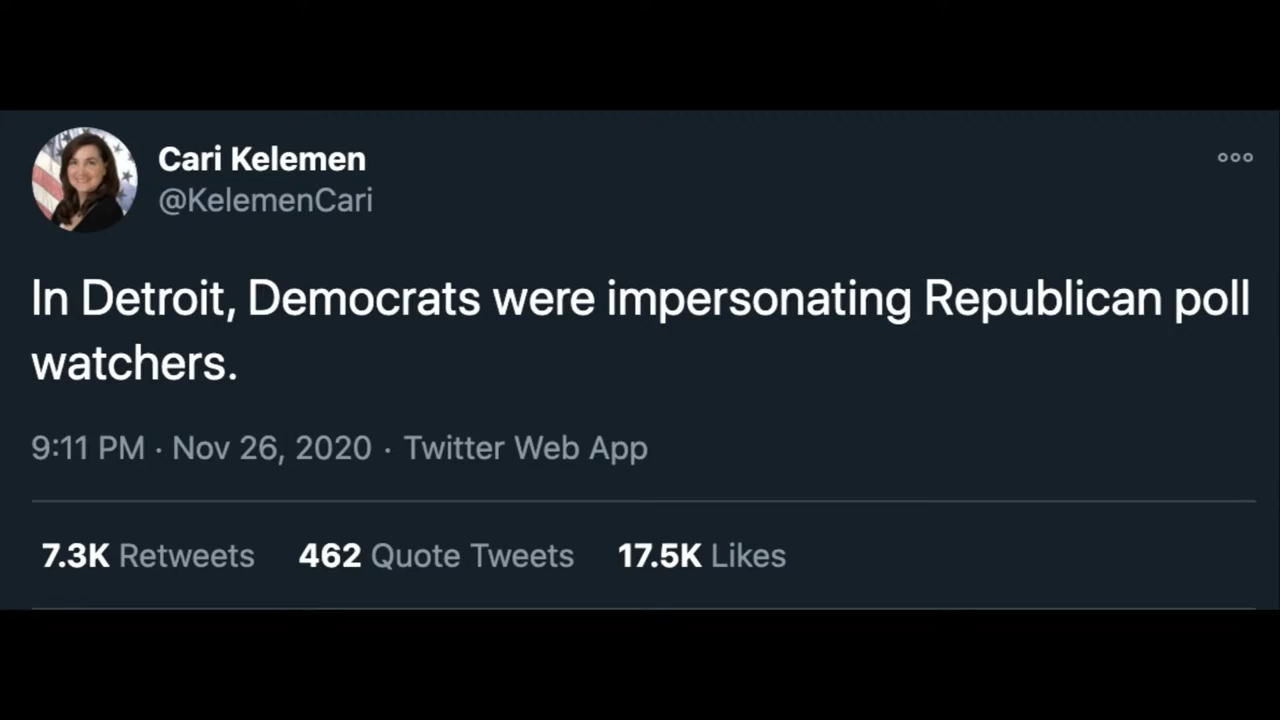 Cari Kelemen
@KelemenCari
In Detroit, Democrats were impersonating Republican poll
watchers.
9:11 PM · Nov 26, 2020 · Twitter Web App
7.3K Retweets 462 Quote Tweets 17.5K Likes